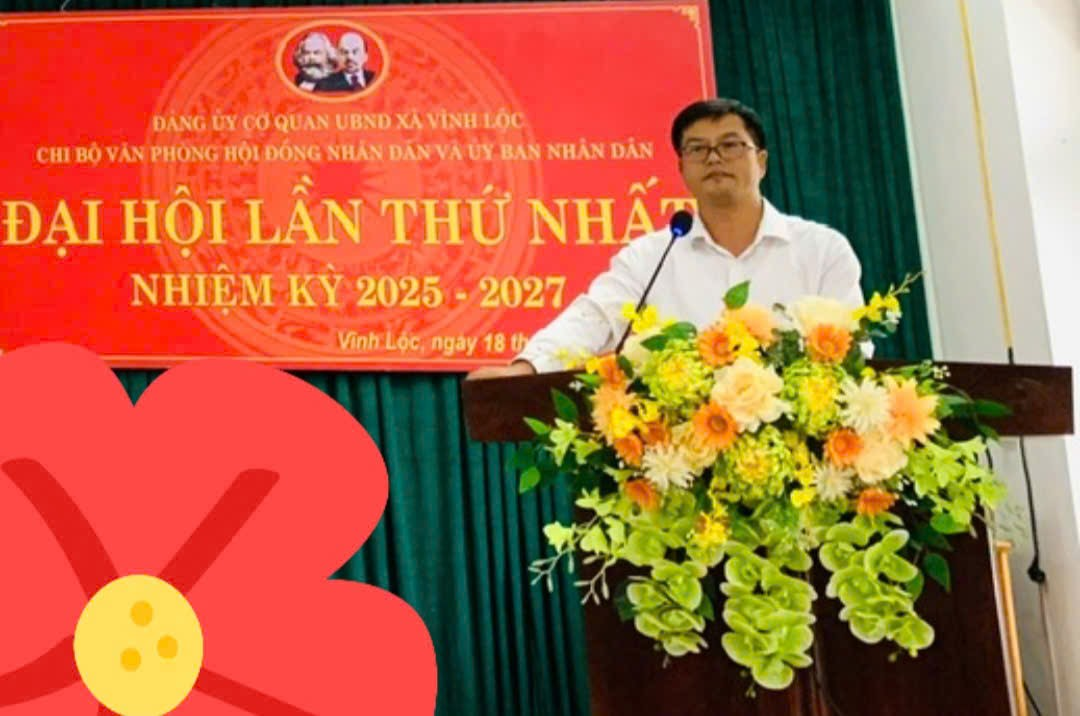 ĐẢNG ỦY CƠ QUAN UBND XÃ VĨNH LỘC
CHI BỘ VĂN PHÒNG HỘI ĐỒNG NHÂN DÂN VÀ ỦY BAN NHÂN DÂN
ĐẠI HỘI LẦN THỨ NHẤT
NHIỆM KỲ 2025 - 2027
Vĩnh Lộc, ngày 18